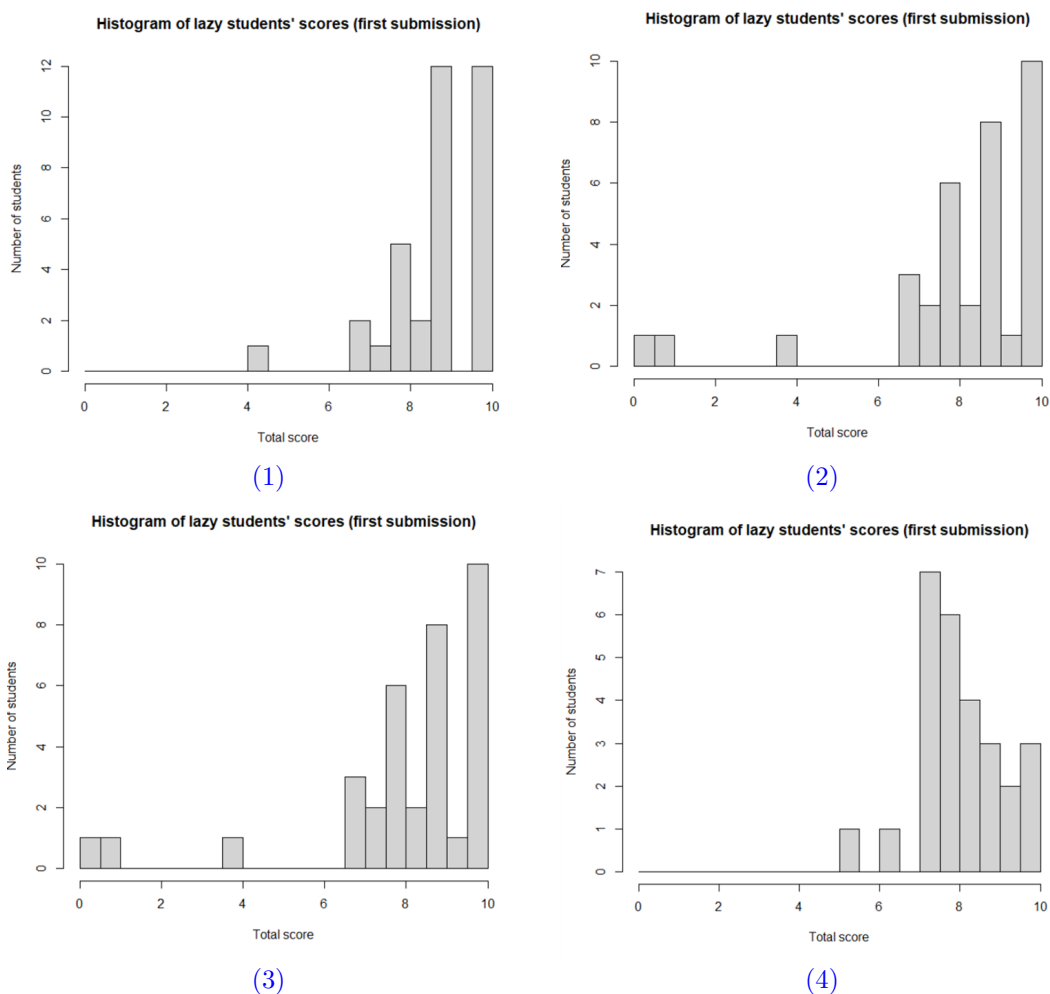 Histogram of lazy students' scores (first submission)
Number of students
12
10
8
6
4
2
0
0 2 4 6 8 10
Total score
(1)
Histogram of lazy students' scores (first submission)
Number of students
10
8
6
4
2
0
0 2 4 6 8 10
Total score
(2)
Histogram of lazy students' scores (first submission)
Number of students
10
8
6
4
2
0
0 2 4 6 8 10
Total score
(3)
Histogram of lazy students' scores (first submission)
Number of students
7
6
5
4
3
2
1
0
0 2 4 6 8 10
Total score
(4)